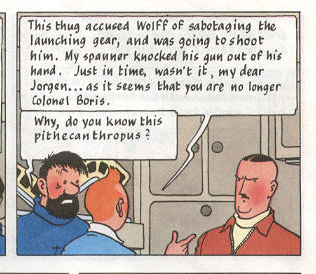 This thug accused Wolff of sabotaging the
launching gear, and was going to shoot
him. My spanner knocked his gun out of his
hand. Just in time, wasn't it, my dear
Jorgen... as it seems that you are no longer
Colonel Boris.
Why, do you know this
pithecanthropus?